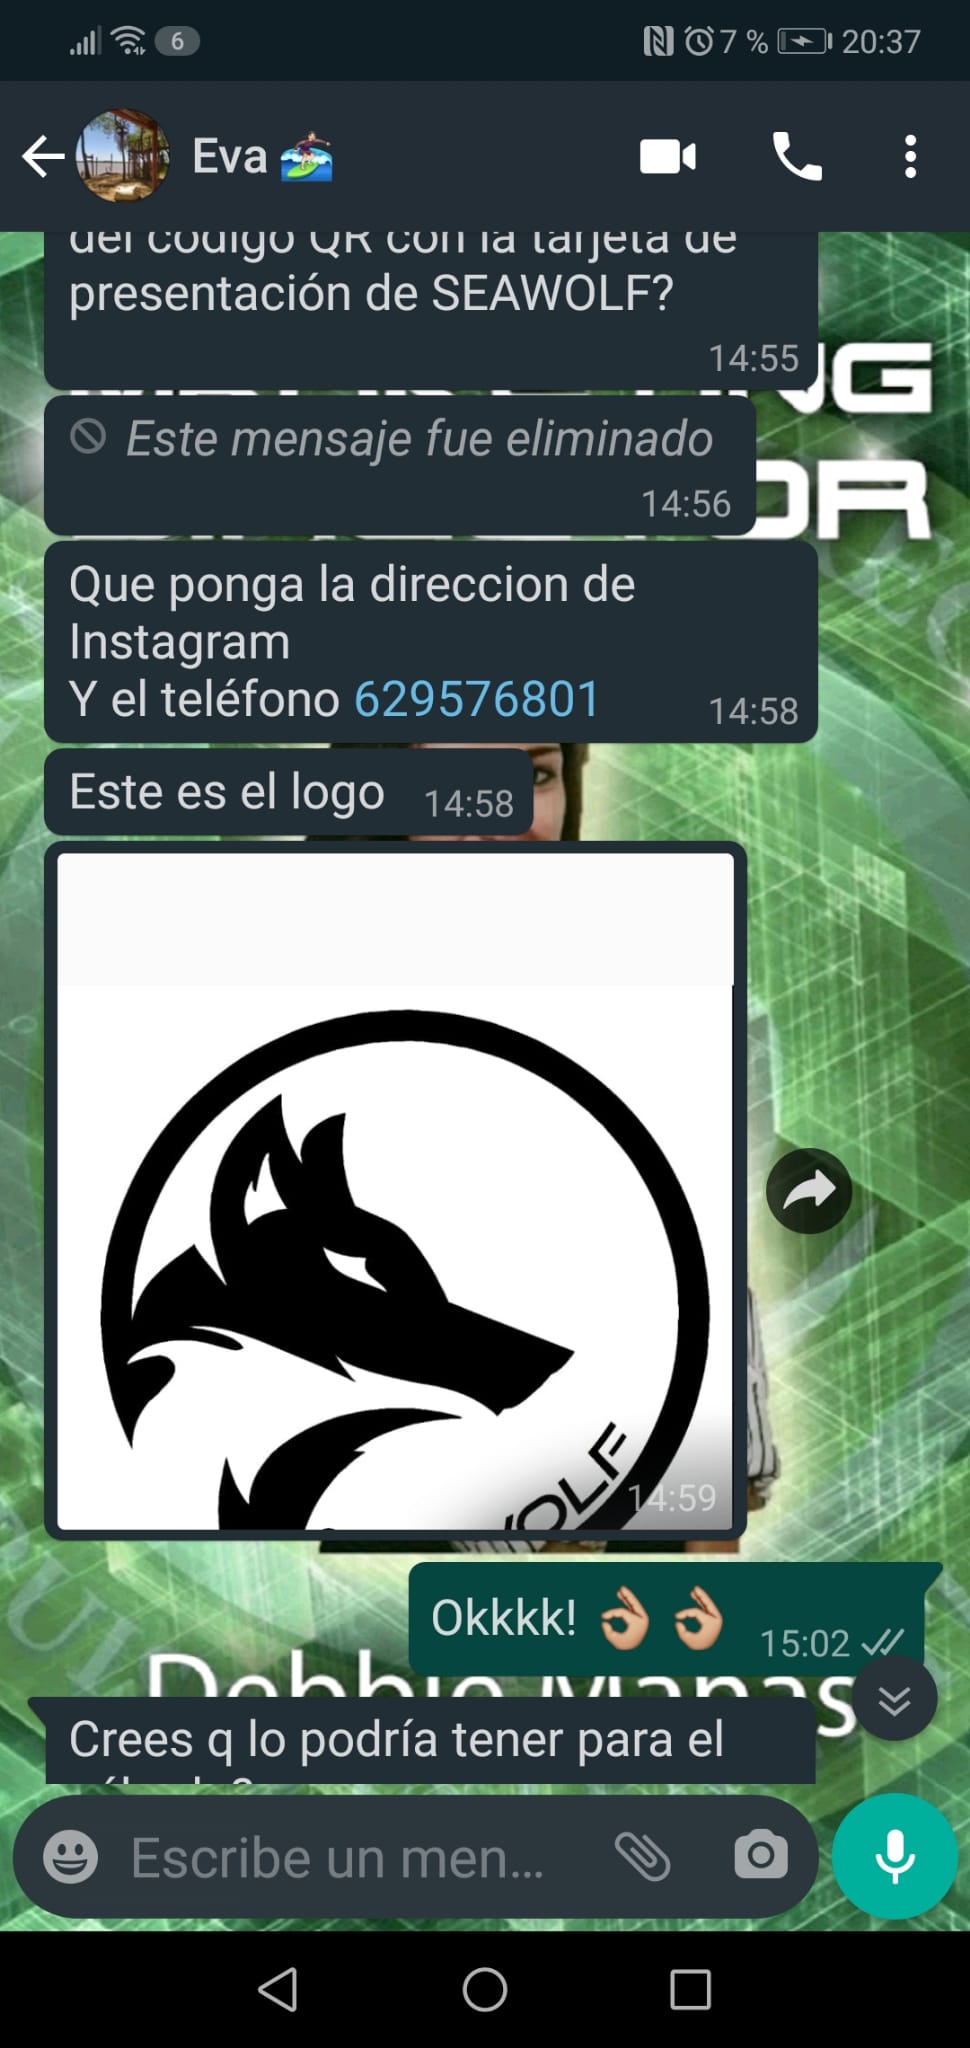 6
7 % 20:37
Eva
del código QR con la tarjeta de
presentación de SEAWOLF?
14:55
Este mensaje fue eliminado
14:56
Que ponga la direccion de
Instagram
Y el teléfono 629576801
14:58
Este es el logo 14:58
OLF
14:59
Okkkk! 15:02
Crees q lo podría tener para el
Escribe un men...